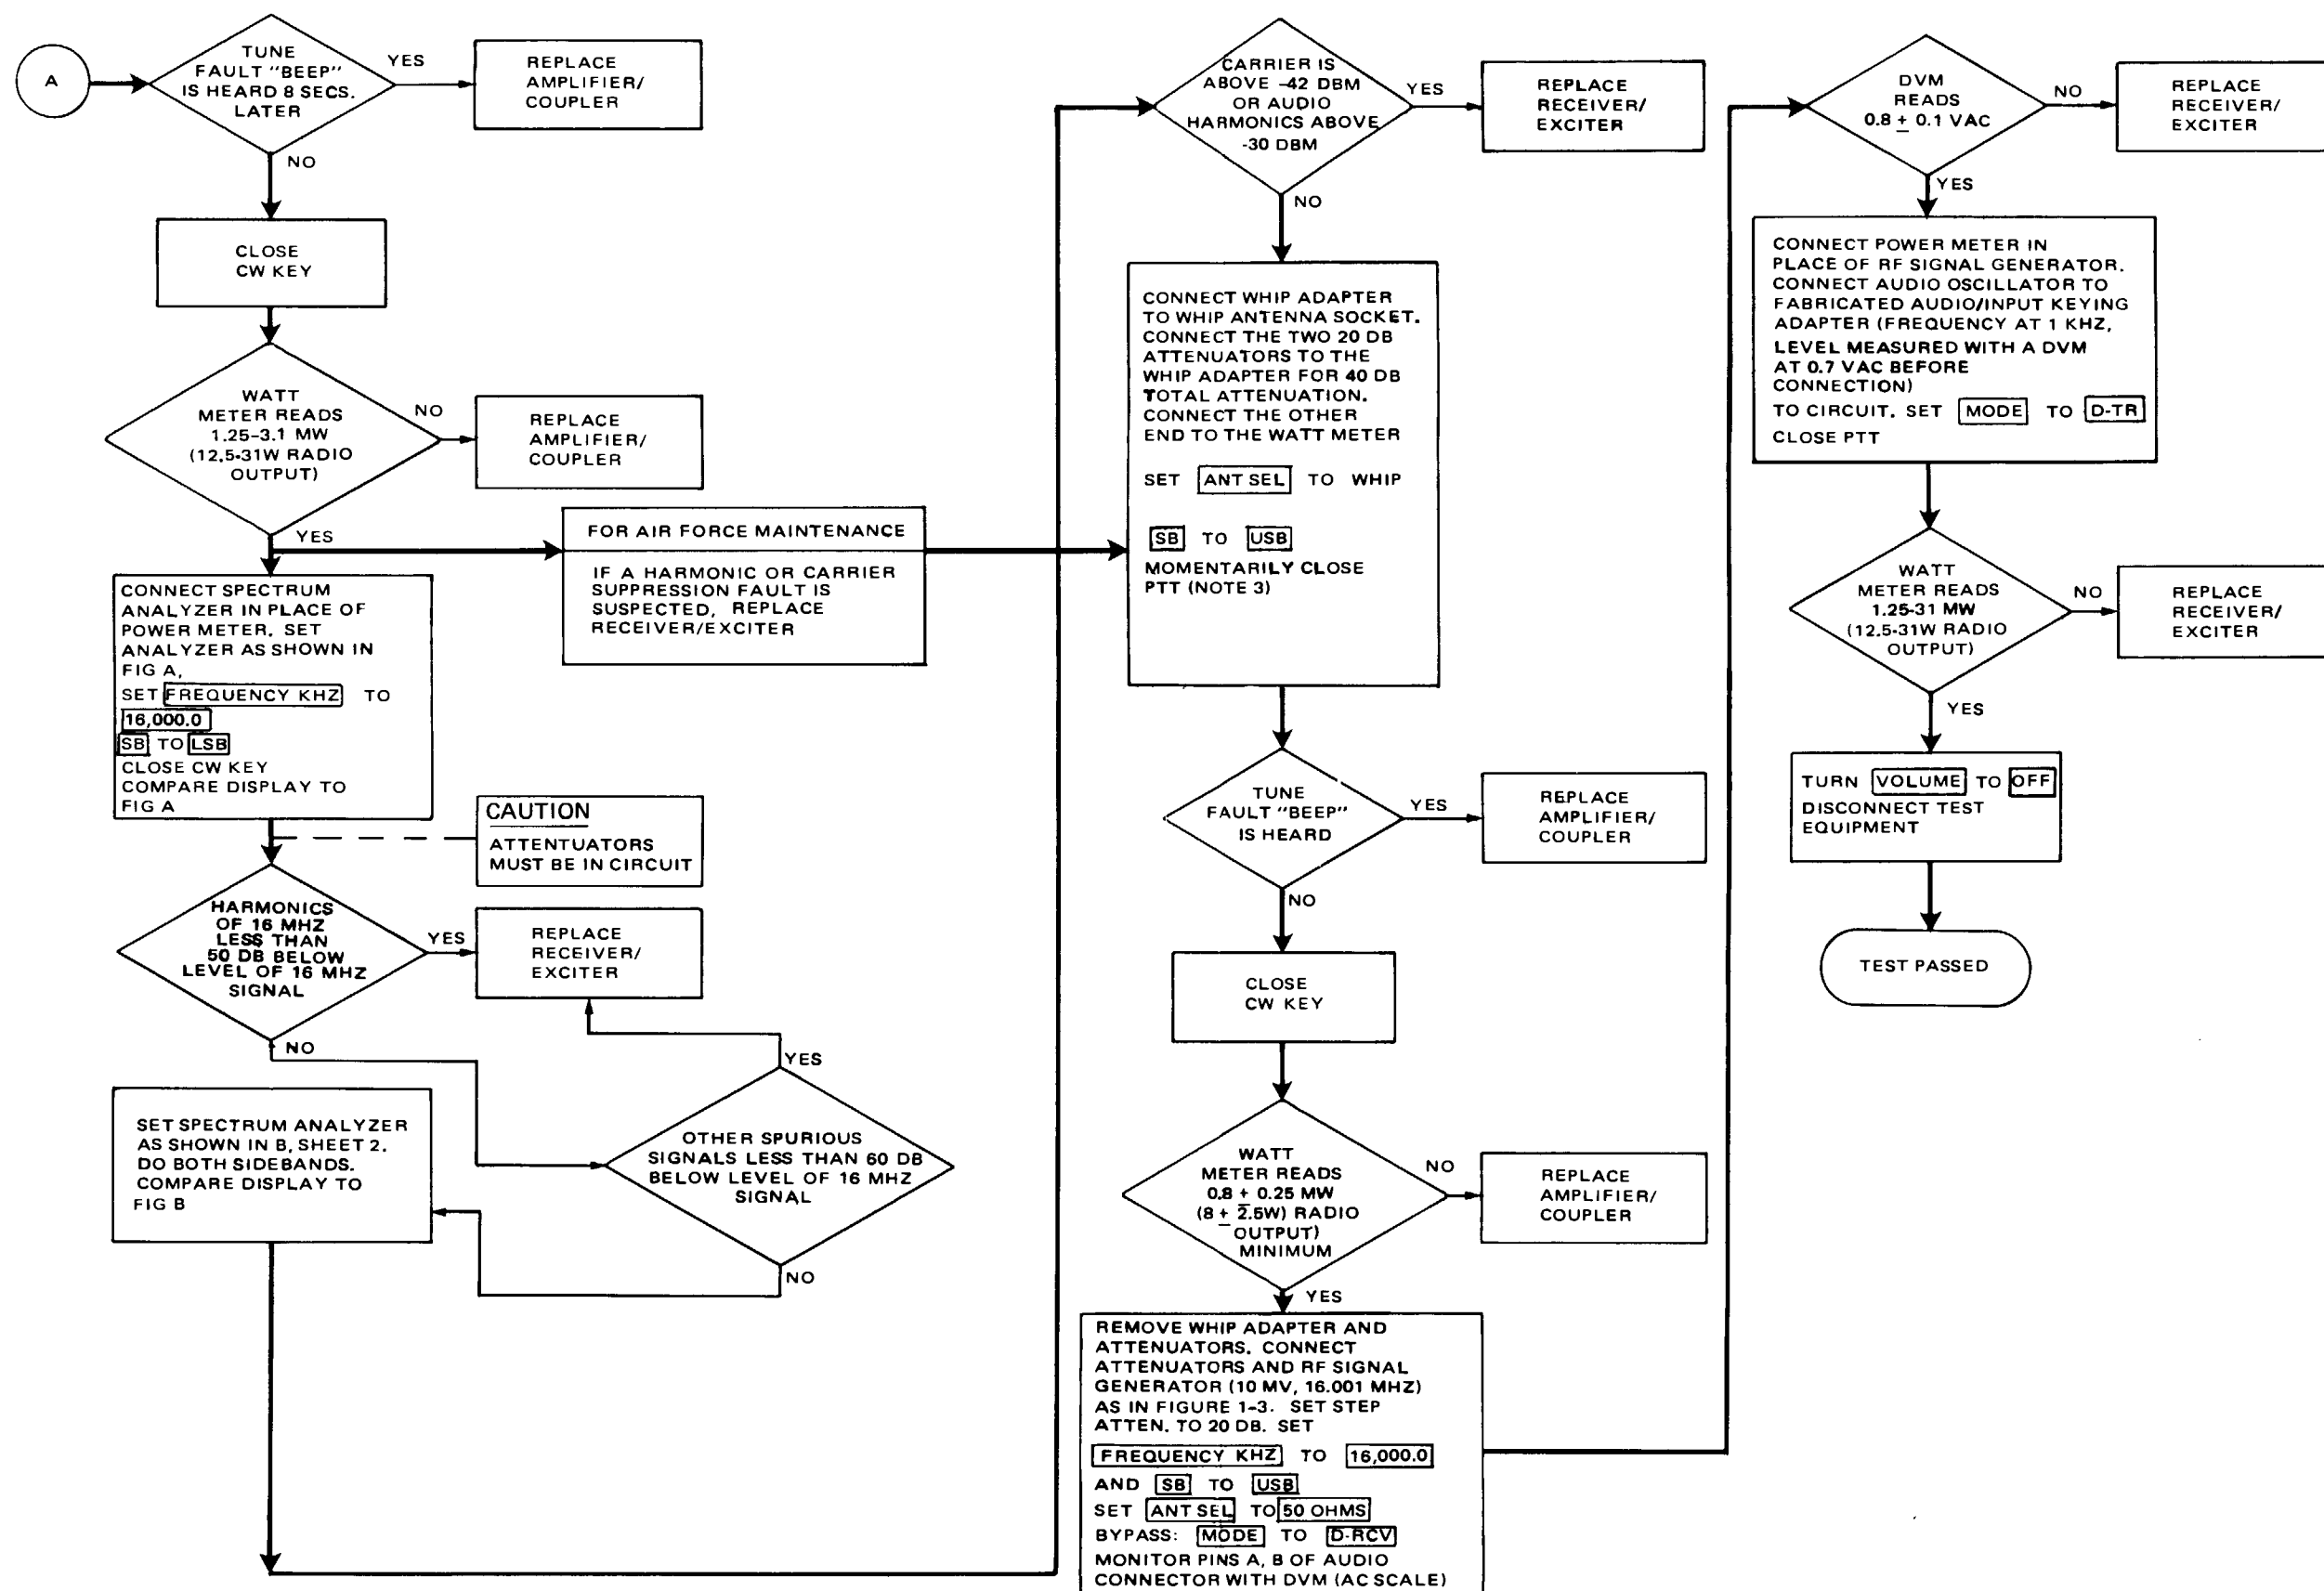 A
TUNE
FAULT "BEEP"
IS HEARD 8 SECS.
LATER
YES
REPLACE
AMPLIFIER/
COUPLER
NO
CLOSE
CW KEY
WATT
METER READS
1.25-3.1 MW
(12.5-31W RADIO
OUTPUT)
NO
REPLACE
AMPLIFIER/
COUPLER
YES
FOR AIR FORCE MAINTENANCE
IF A HARMONIC OR CARRIER
SUPPRESSION FAULT IS
SUSPECTED, REPLACE
RECEIVER/EXCITER
CONNECT SPECTRUM
ANALYZER IN PLACE OF
POWER METER. SET
ANALYZER AS SHOWN IN
FIG A,
SET FREQUENCY KHZ TO
16,000.0
SB TO LSB
CLOSE CW KEY
COMPARE DISPLAY TO
FIG A
CAUTION
ATTENTUATORS
MUST BE IN CIRCUIT
HARMONICS
OF 16 MHZ
LESS THAN
50 DB BELOW
LEVEL OF 16 MHZ
SIGNAL
YES
REPLACE
RECEIVER/
EXCITER
NO
YES
OTHER SPURIOUS
SIGNALS LESS THAN 60 DB
BELOW LEVEL OF 16 MHZ
SIGNAL
NO
SET SPECTRUM ANALYZER
AS SHOWN IN B, SHEET 2.
DO BOTH SIDEBANDS.
COMPARE DISPLAY TO
FIG B
CARRIER IS
ABOVE -42 DBM
OR AUDIO
HARMONICS ABOVE
-30 DBM
YES
REPLACE
RECEIVER/
EXCITER
NO
CONNECT WHIP ADAPTER
TO WHIP ANTENNA SOCKET.
CONNECT THE TWO 20 DB
ATTENUATORS TO THE
WHIP ADAPTER FOR 40 DB
TOTAL ATTENUATION.
CONNECT THE OTHER
END TO THE WATT METER
SET ANT SEL TO WHIP
SB TO USB
MOMENTARILY CLOSE
PTT (NOTE 3)
TUNE
FAULT "BEEP"
IS HEARD
YES
REPLACE
AMPLIFIER/
COUPLER
NO
CLOSE
CW KEY
WATT
METER READS
0.8 ± 0.25 MW
(8 ± 2.5W) RADIO
OUTPUT)
MINIMUM
NO
REPLACE
AMPLIFIER/
COUPLER
YES
REMOVE WHIP ADAPTER AND
ATTENUATORS. CONNECT
ATTENUATORS AND RF SIGNAL
GENERATOR (10 MV, 16.001 MHZ)
AS IN FIGURE 1-3. SET STEP
ATTEN. TO 20 DB. SET
FREQUENCY KHZ TO 16,000.0
AND SB TO USB
SET ANT SEL TO 50 OHMS
BYPASS: MODE TO D-RCV
MONITOR PINS A, B OF AUDIO
CONNECTOR WITH DVM (AC SCALE)
DVM
READS
0.8 ± 0.1 VAC
NO
REPLACE
RECEIVER/
EXCITER
YES
CONNECT POWER METER IN
PLACE OF RF SIGNAL GENERATOR.
CONNECT AUDIO OSCILLATOR TO
FABRICATED AUDIO/INPUT KEYING
ADAPTER (FREQUENCY AT 1 KHZ,
LEVEL MEASURED WITH A DVM
AT 0.7 VAC BEFORE
CONNECTION)
TO CIRCUIT. SET MODE TO D-TR
CLOSE PTT
WATT
METER READS
1.25-31 MW
(12.5-31W RADIO
OUTPUT)
NO
REPLACE
RECEIVER/
EXCITER
YES
TURN VOLUME TO OFF
DISCONNECT TEST
EQUIPMENT
TEST PASSED